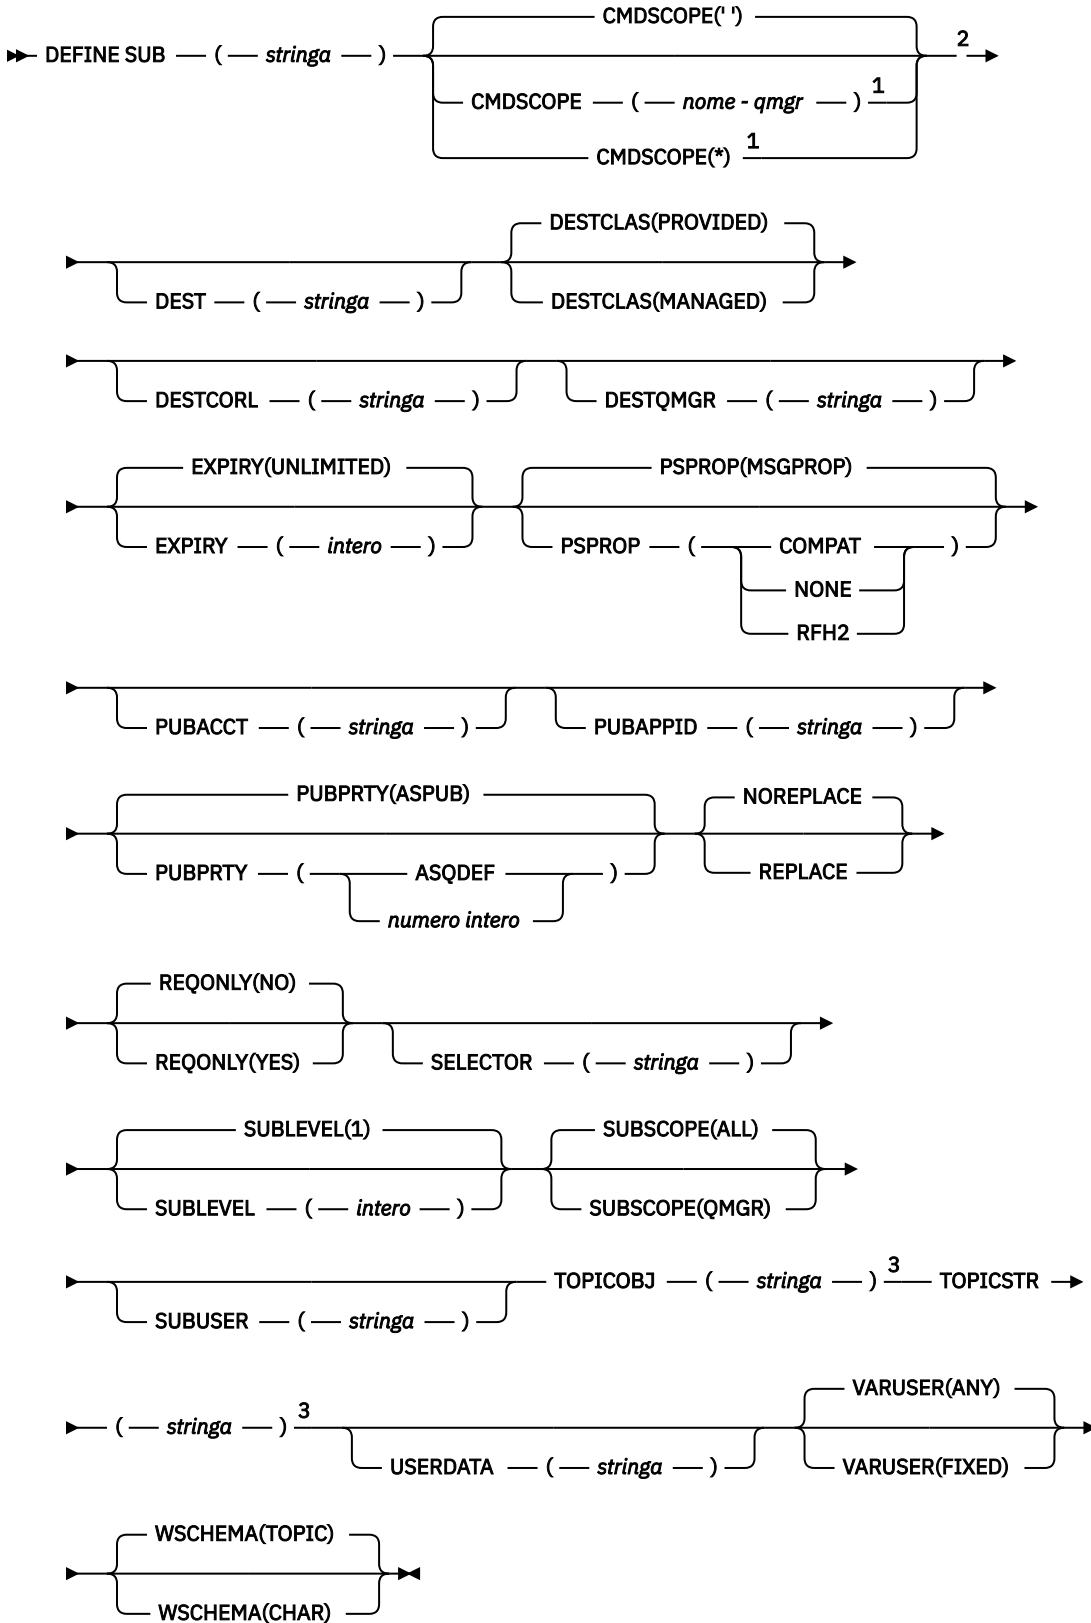 CMDSCOPE(' ')
DEFINE SUB ( stringa ) 2
CMDSCOPE ( nome - qmgr ) 1
CMDSCOPE(*) 1
DESTCLAS(PROVIDED)
DEST ( stringa ) DESTCLAS(MANAGED)
DESTCORL ( stringa ) DESTQMGR ( stringa )
EXPIRY(UNLIMITED) PSPROP(MSGPROP)
EXPIRY ( intero ) PSPROP ( COMPAT )
NONE
RFH2
PUBACCT ( stringa ) PUBAPPID ( stringa )
PUBPRTY(ASPUB) NOREPLACE
PUBPRTY ( ASQDEF ) REPLACE
numero intero
REQONLY(NO)
REQONLY(YES) SELECTOR ( stringa )
SUBLEVEL(1) SUBSCOPE(ALL)
SUBLEVEL ( intero ) SUBSCOPE(QMGR)
TOPICOBJ ( stringa ) 3 TOPICSTR
SUBUSER ( stringa )
VARUSER(ANY)
( stringa ) 3
USERDATA ( stringa ) VARUSER(FIXED)
WSCHEMA(TOPIC)
WSCHEMA(CHAR)